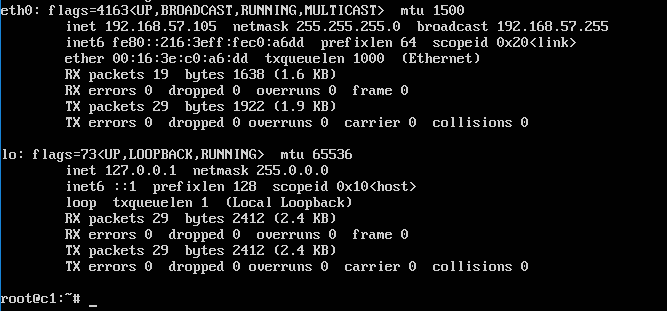 eth0: flags=4163<UP,BROADCAST,RUNNING,MULTICAST>  mtu 1500
        inet 192.168.57.105  netmask 255.255.255.0  broadcast 192.168.57.255
        inet6 fe80::216:3eff:fec0:a6dd  prefixlen 64  scopeid 0x20<link>
        ether 00:16:3e:c0:a6:dd  txqueuelen 1000  (Ethernet)
        RX packets 19  bytes 1638 (1.6 KB)
        RX errors 0  dropped 0  overruns 0  frame 0
        TX packets 29  bytes 1922 (1.9 KB)
        TX errors 0  dropped 0 overruns 0  carrier 0  collisions 0

lo: flags=73<UP,LOOPBACK,RUNNING>  mtu 65536
        inet 127.0.0.1  netmask 255.0.0.0
        inet6 ::1  prefixlen 128  scopeid 0x10<host>
        loop  txqueuelen 1  (Local Loopback)
        RX packets 29  bytes 2412 (2.4 KB)
        RX errors 0  dropped 0  overruns 0  frame 0
        TX packets 29  bytes 2412 (2.4 KB)
        TX errors 0  dropped 0 overruns 0  carrier 0  collisions 0

root@c1:~# _